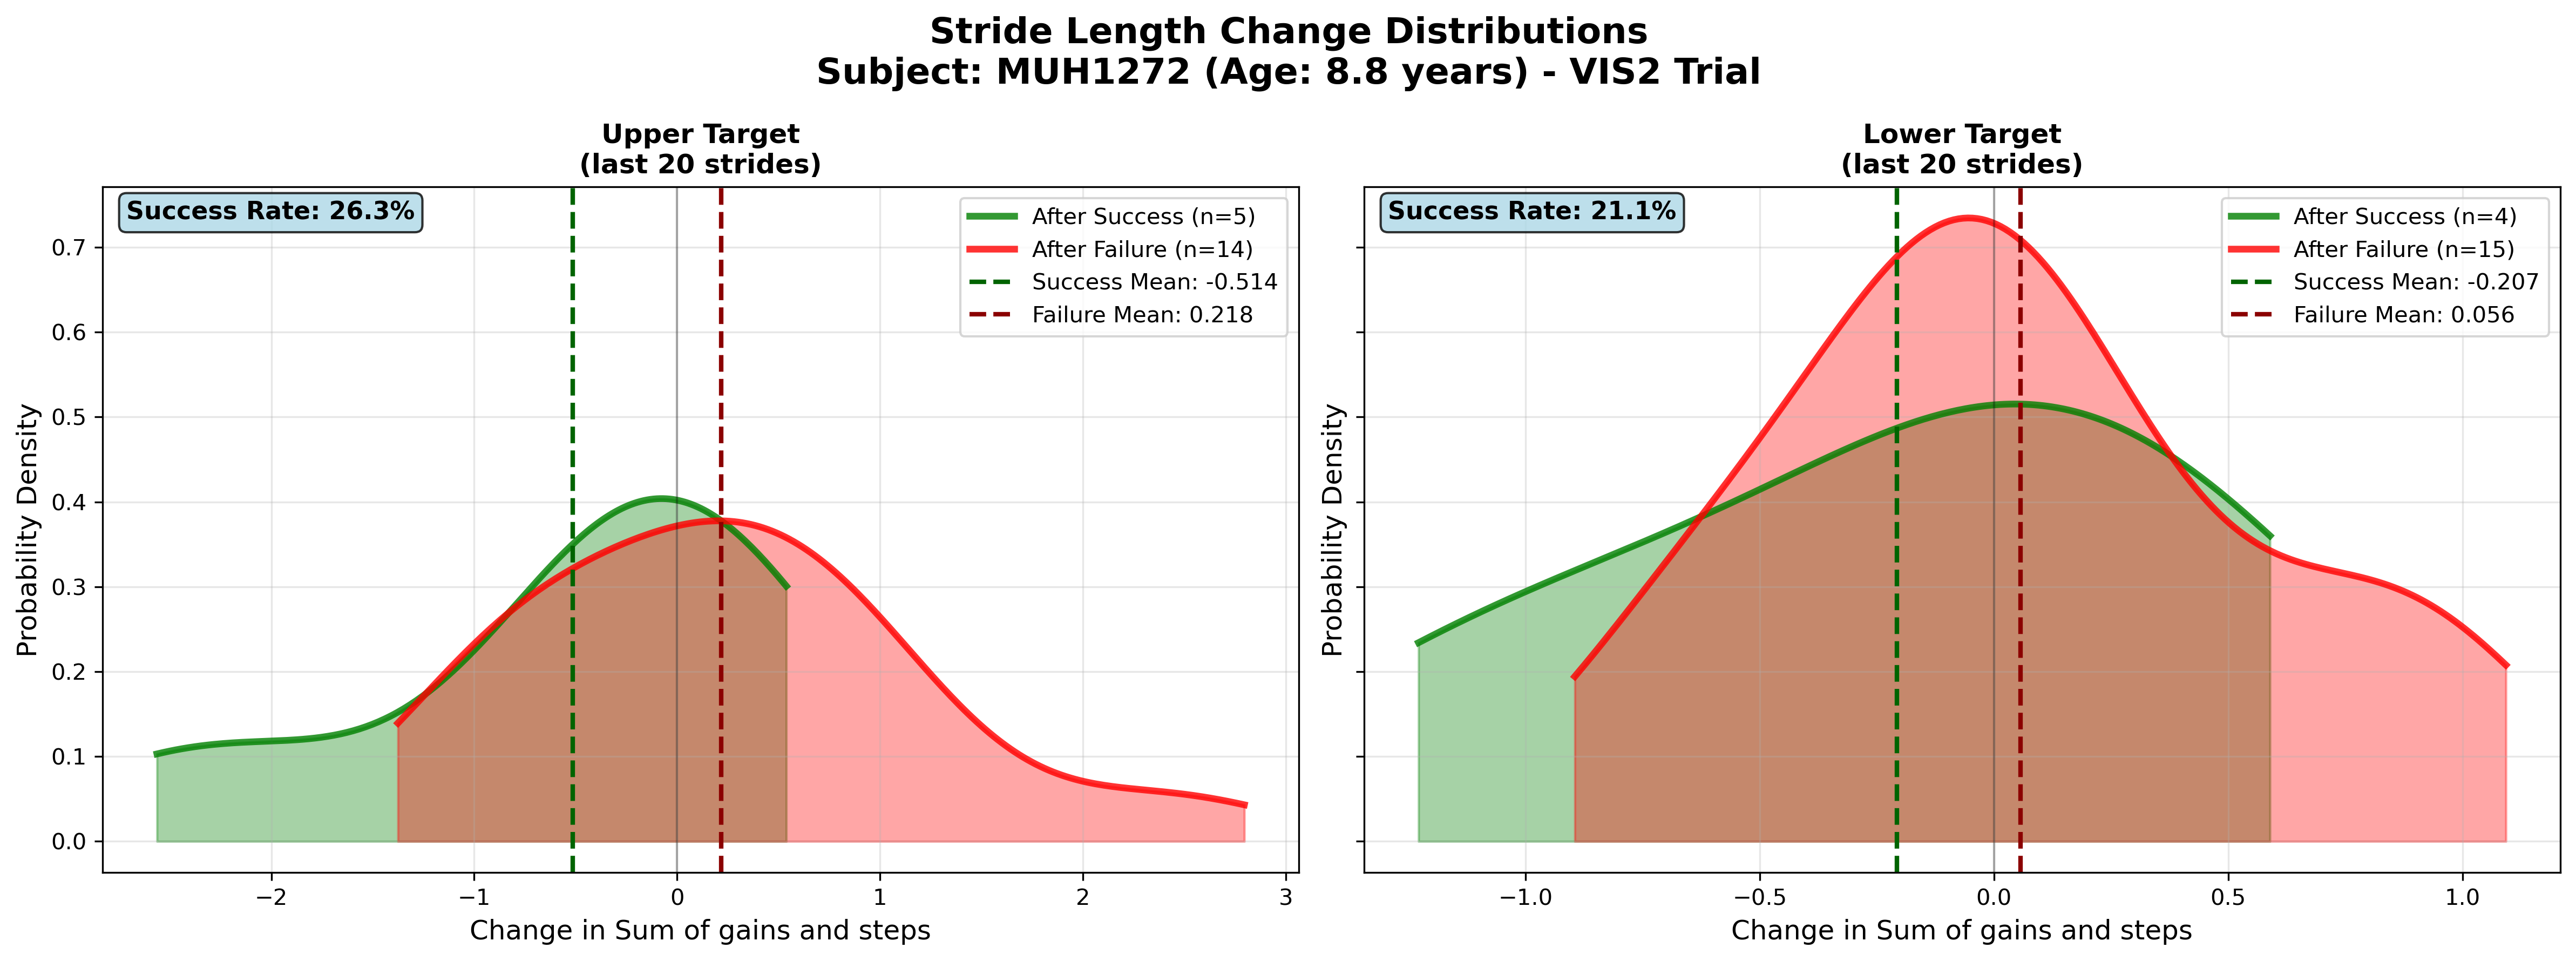 Stride Length Change Distributions
Subject: MUH1272 (Age: 8.8 years) - VIS2 Trial
Upper Target
(last 20 strides)
Success Rate: 26.3%
After Success (n=5)
After Failure (n=14)
Success Mean: -0.514
Failure Mean: 0.218
Probability Density
0.7
0.6
0.5
0.4
0.3
0.2
0.1
0.0
−2
−1
0
1
2
3
Change in Sum of gains and steps
Lower Target
(last 20 strides)
Success Rate: 21.1%
After Success (n=4)
After Failure (n=15)
Success Mean: -0.207
Failure Mean: 0.056
Probability Density
−1.0
−0.5
0.0
0.5
1.0
Change in Sum of gains and steps